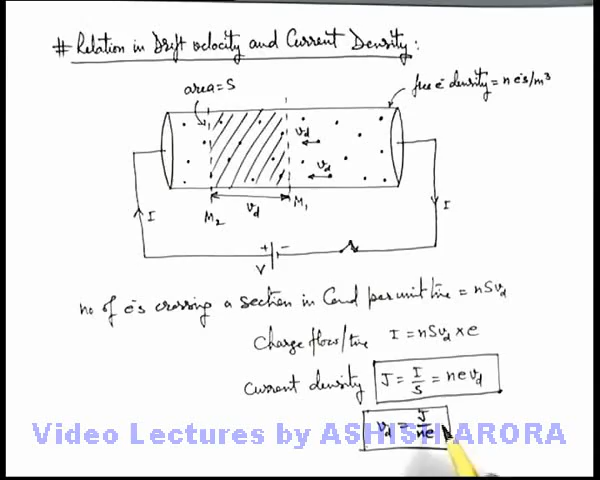 # Relation in Drift velocity and Current Density:
area=S
free e⁻ density = n e⁻s/m³
v_d
v_d
I
v_d
M₂
M₁
I
+ −
V
no of e⁻s crossing a section in Cond per unit time = nSv_d
Charge flow/time I = nSv_d × e
Current density J = I/S = nev_d
v_d = J/ne
Video Lectures by ASHISH ARORA